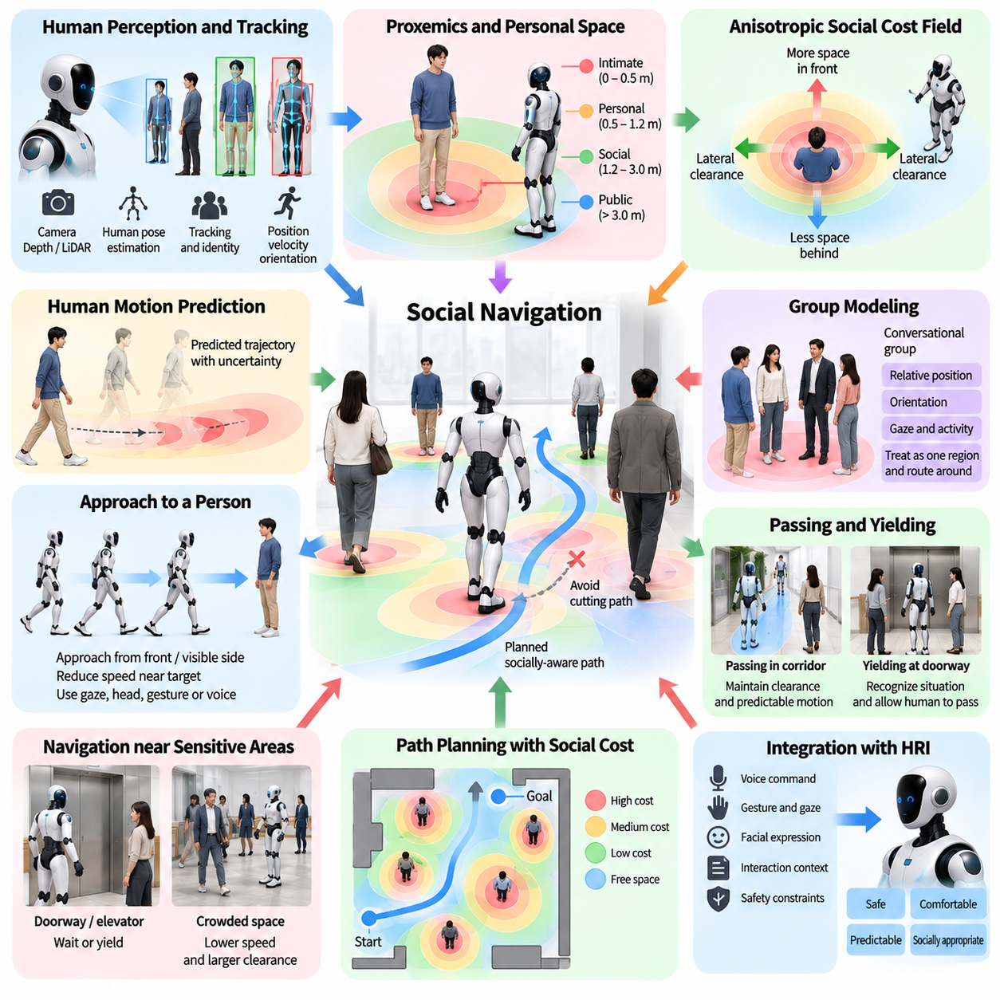 Human Perception and Tracking
Camera
Depth / LiDAR
Human pose
estimation
Tracking
and identity
Position
velocity
orientation
Proxemics and Personal Space
Intimate
(0 – 0.5 m)
Personal
(0.5 – 1.2 m)
Social
(1.2 – 3.0 m)
Public
(> 3.0 m)
Anisotropic Social Cost Field
More space
in front
Lateral
clearance
Lateral
clearance
Less space
behind
Human Motion Prediction
Predicted trajectory
with uncertainty
Social Navigation
Avoid
cutting path
Planned
socially-aware path
Group Modeling
Conversational
group
Relative position
Orientation
Gaze and activity
Treat as one region
and route around
Approach to a Person
Approach from front / visible side
Reduce speed near target
Use gaze, head, gesture or voice
Passing and Yielding
Passing in corridor
Maintain clearance
and predictable motion
Yielding at doorway
Recognize situation
and allow human to pass
Navigation near Sensitive Areas
Doorway / elevator
Wait or yield
Crowded space
Lower speed
and larger clearance
Path Planning with Social Cost
Goal
Start
High cost
Medium cost
Low cost
Free space
Integration with HRI
Voice command
Gesture and gaze
Facial expression
Interaction context
Safety constraints
Safe
Comfortable
Predictable
Socially appropriate